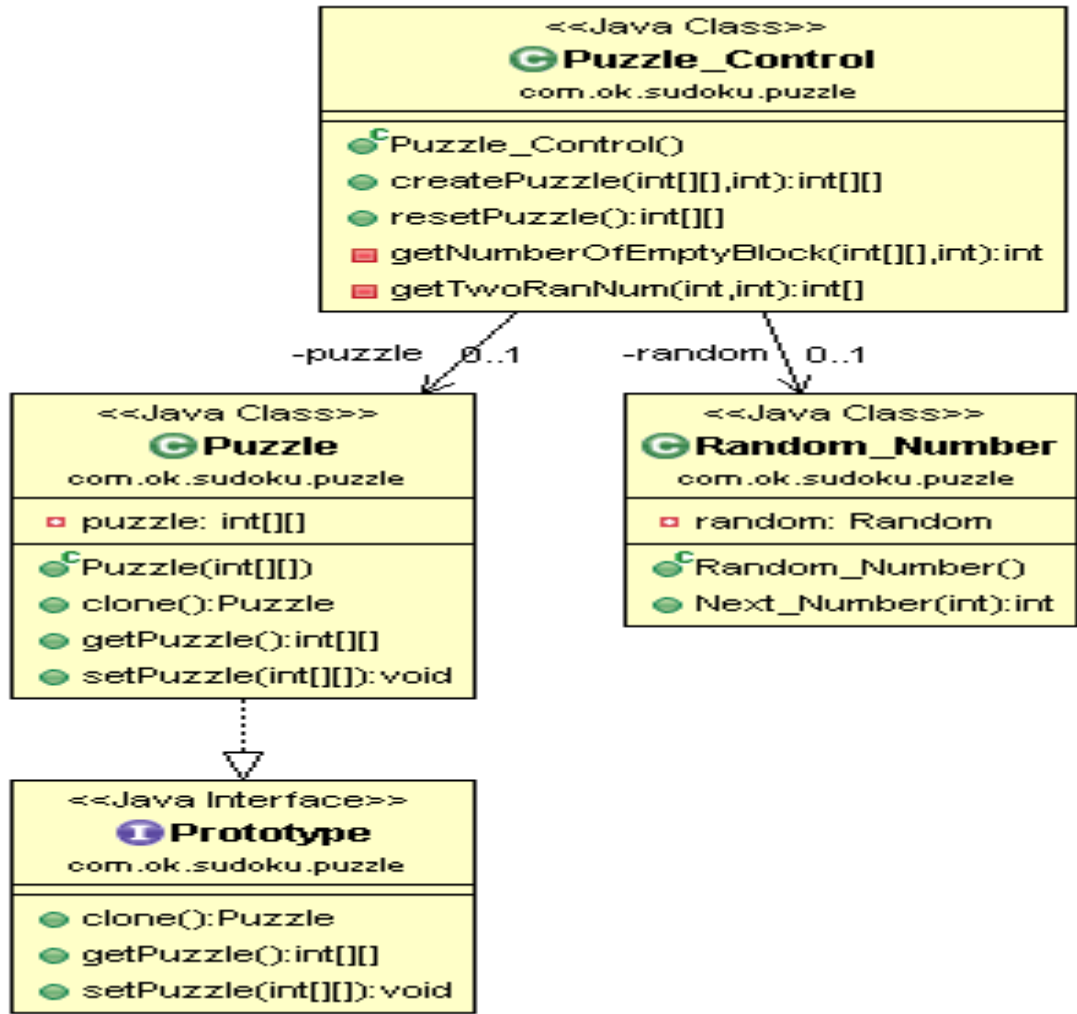 <<Java Class>>
Puzzle_Control
com.ok.sudoku.puzzle
Puzzle_Control()
createPuzzle(int[][],int):int[][]
resetPuzzle():int[][]
getNumberOfEmptyBlock(int[][],int):int
getTwoRanNum(int,int):int[]
-puzzle 0..1
-random 0..1
<<Java Class>>
Puzzle
com.ok.sudoku.puzzle
puzzle: int[][]
Puzzle(int[][])
clone():Puzzle
getPuzzle():int[][]
setPuzzle(int[][]):void
<<Java Class>>
Random_Number
com.ok.sudoku.puzzle
random: Random
Random_Number()
Next_Number(int):int
<<Java Interface>>
Prototype
com.ok.sudoku.puzzle
clone():Puzzle
getPuzzle():int[][]
setPuzzle(int[][]):void